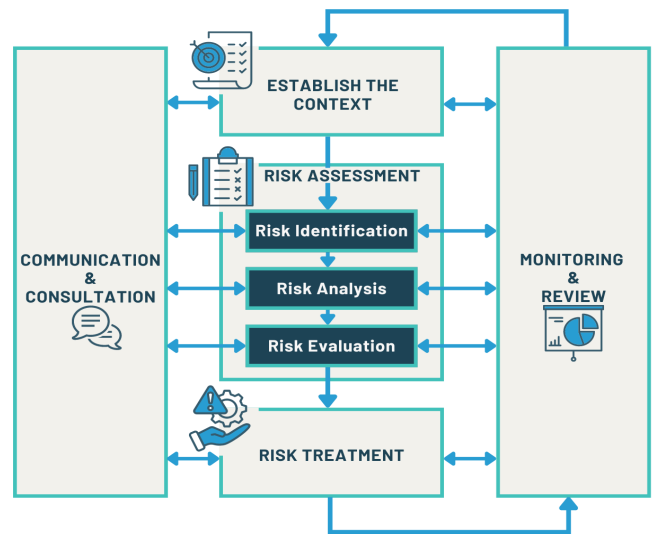 ESTABLISH THE
CONTEXT
RISK ASSESSMENT
Risk Identification
Risk Analysis
Risk Evaluation
RISK TREATMENT
COMMUNICATION
&
CONSULTATION
MONITORING
&
REVIEW